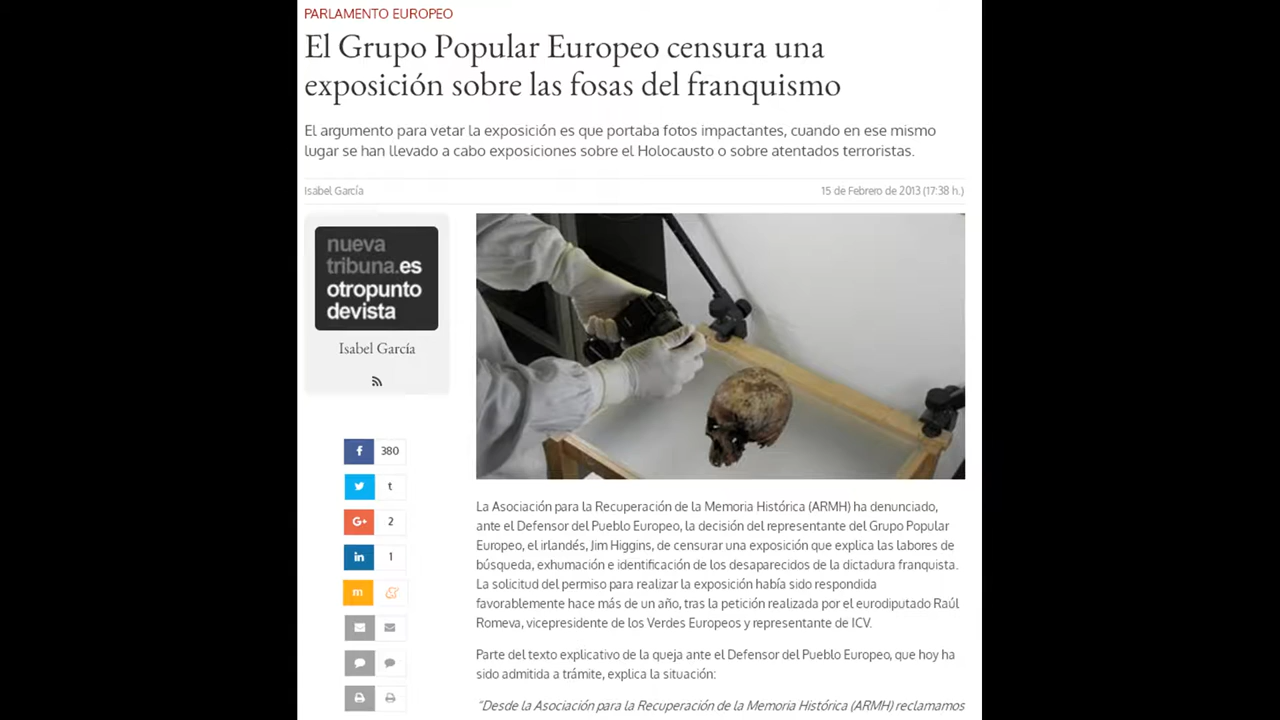 PARLAMENTO EUROPEO
El Grupo Popular Europeo censura una
exposición sobre las fosas del franquismo
El argumento para vetar la exposición es que portaba fotos impactantes, cuando en ese mismo
lugar se han llevado a cabo exposiciones sobre el Holocausto o sobre atentados terroristas.
Isabel García
15 de Febrero de 2013 (17:38 h.)
nueva
tribuna.es
otropunto
devista
Isabel García
f 380
t
G+ 2
in 1
m
La Asociación para la Recuperación de la Memoria Histórica (ARMH) ha denunciado,
ante el Defensor del Pueblo Europeo, la decisión del representante del Grupo Popular
Europeo, el irlandés, Jim Higgins, de censurar una exposición que explica las labores de
búsqueda, exhumación e identificación de los desaparecidos de la dictadura franquista.
La solicitud del permiso para realizar la exposición había sido respondida
favorablemente hace más de un año, tras la petición realizada por el eurodiputado Raúl
Romeva, vicepresidente de los Verdes Europeos y representante de ICV.
Parte del texto explicativo de la queja ante el Defensor del Pueblo Europeo, que hoy ha
sido admitida a trámite, explica la situación:
“Desde la Asociación para la Recuperación de la Memoria Histórica (ARMH) reclamamos